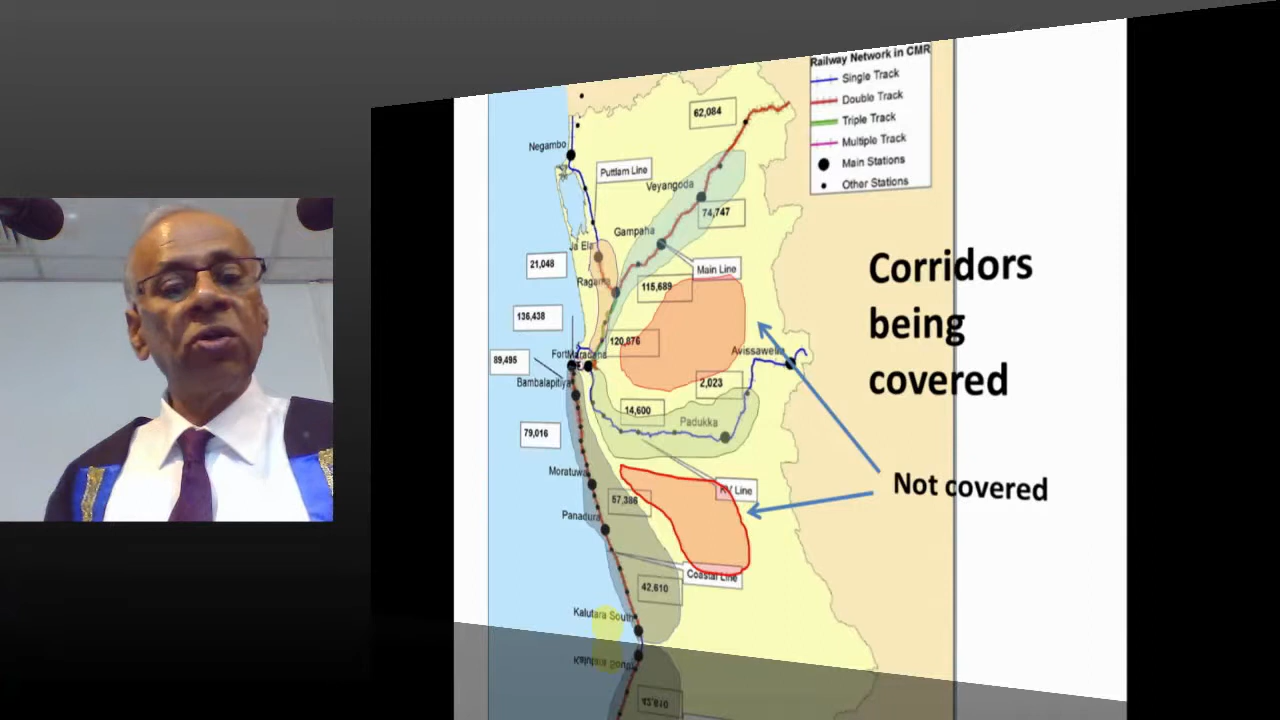 Railway Network in CMR
Single Track
Double Track
Triple Track
Multiple Track
Main Stations
Other Stations
62,084
Negambo
Puttlam Line
Veyangoda
74,747
Gampaha
Ja Ela
21,048
Main Line
115,689
136,438
120,876
Fort
89,495
Avissawella
Bambalapitiya
2,023
14,600
Padukka
79,016
KV Line
Moratuwa
57,386
Panadura
Coastal Line
42,610
Kalutara South
Corridors
being
covered
Not covered